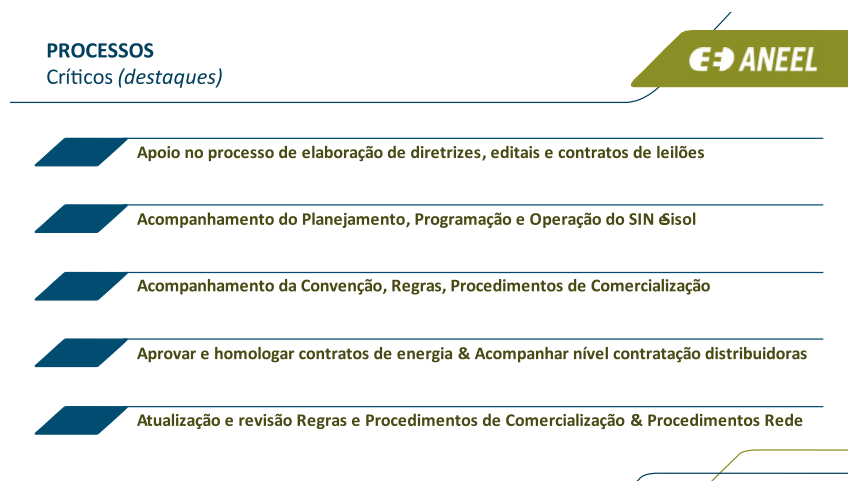 PROCESSOS
Críticos (destaques)
ANEEL
Apoio no processo de elaboração de diretrizes, editais e contratos de leilões
Acompanhamento do Planejamento, Programação e Operação do SIN e Sisol
Acompanhamento da Convenção, Regras, Procedimentos de Comercialização
Aprovar e homologar contratos de energia & Acompanhar nível contratação distribuidoras
Atualização e revisão Regras e Procedimentos de Comercialização & Procedimentos Rede